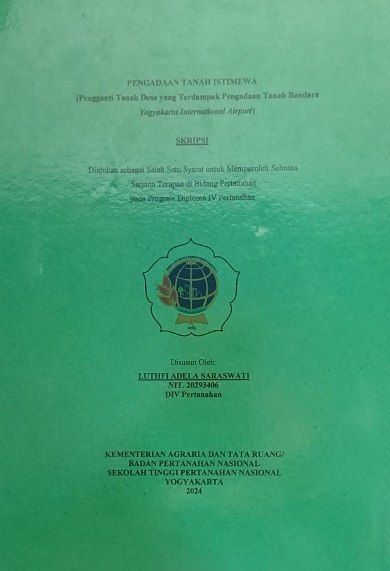 PENGADAAN TANAH ISTIMEWA
(Pengganti Tanah Desa yang Terdampak Pengadaan Tanah Bandara
Yogyakarta International Airport)
SKRIPSI
Diajukan sebagai Salah Satu Syarat untuk Memperoleh Sebutan
Sarjana Terapan di Bidang Pertanahan
pada Program Diploma IV Pertanahan
1963
Disusun Oleh:
LUTHFI ADELA SARASWATI
NIT. 20293406
DIV Pertanahan
KEMENTERIAN AGRARIA DAN TATA RUANG/
BADAN PERTANAHAN NASIONAL
SEKOLAH TINGGI PERTANAHAN NASIONAL
YOGYAKARTA
2024